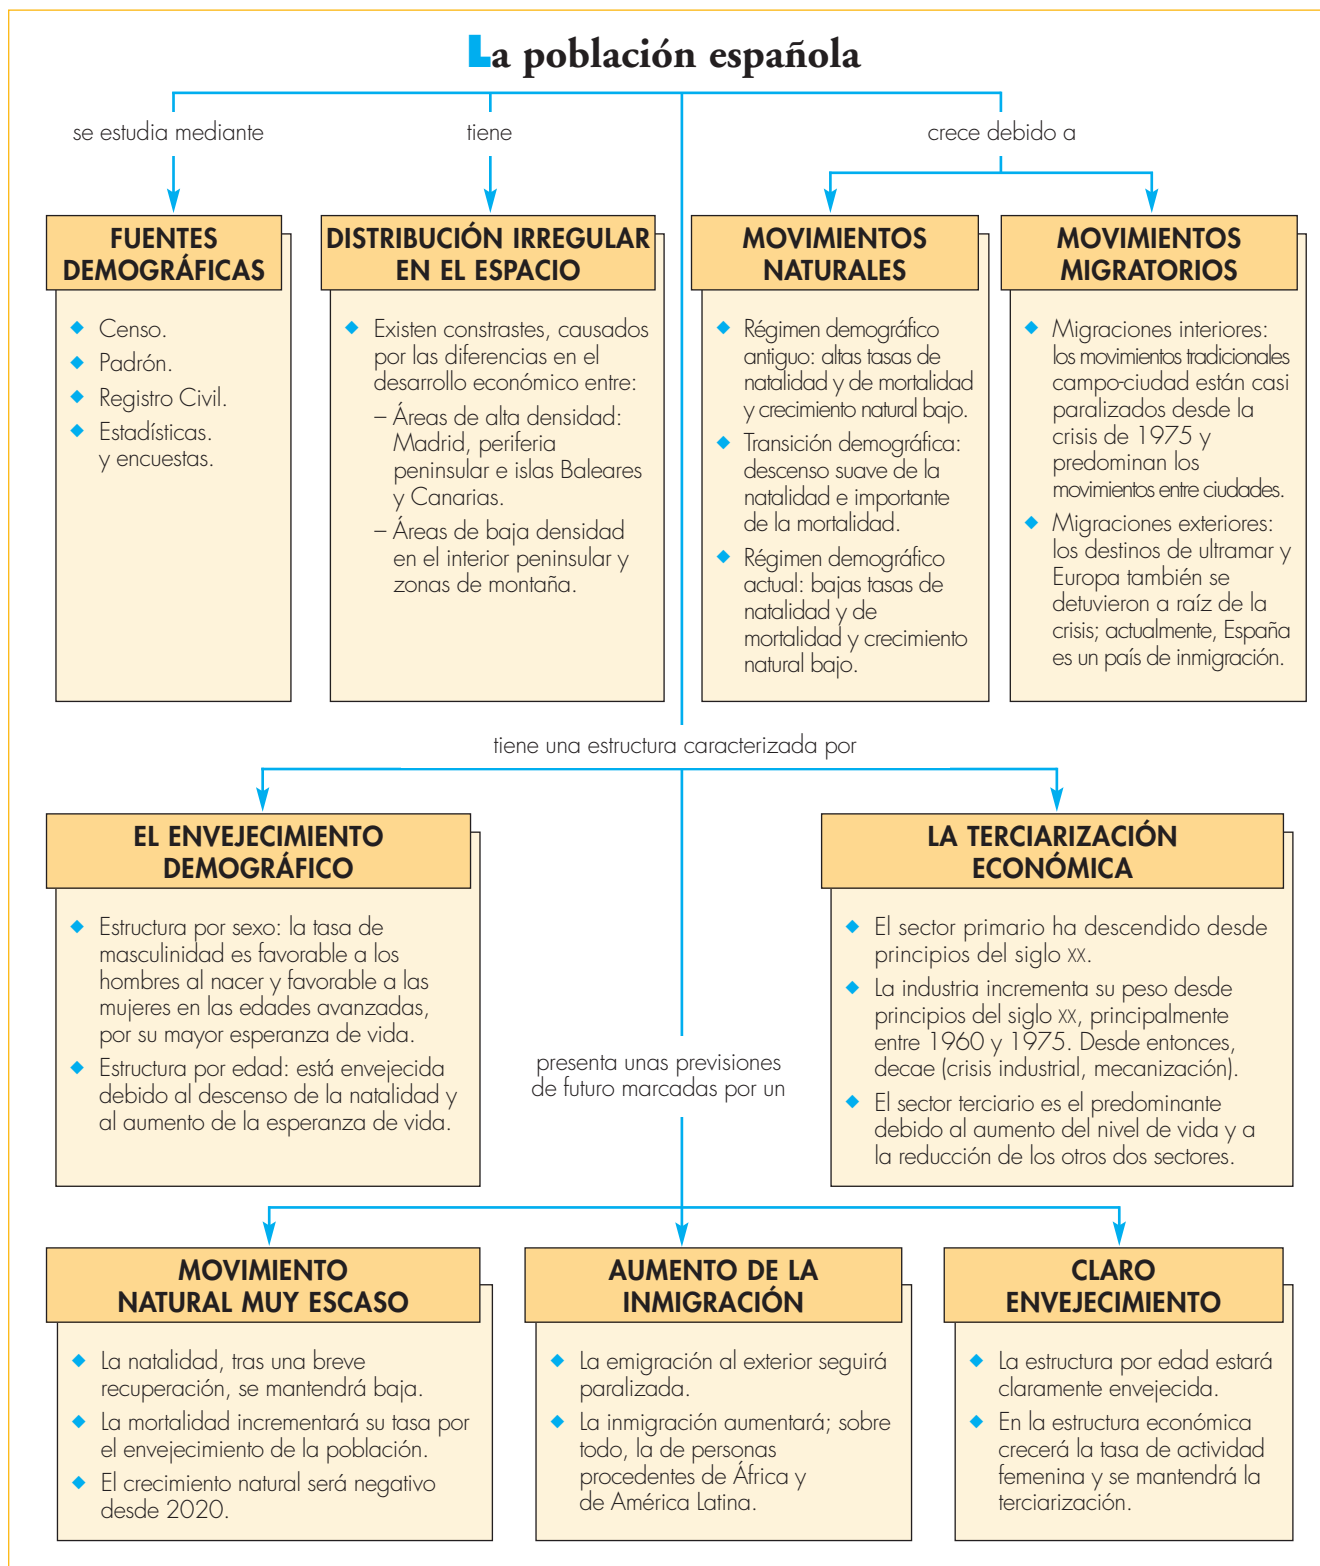 La población española
se estudia mediante
tiene
crece debido a
FUENTES
DEMOGRÁFICAS
◆ Censo.
◆ Padrón.
◆ Registro Civil.
◆ Estadísticas.
y encuestas.
DISTRIBUCIÓN IRREGULAR
EN EL ESPACIO
◆ Existen constrastes, causados
por las diferencias en el
desarrollo económico entre:
– Áreas de alta densidad:
Madrid, periferia
peninsular e islas Baleares
y Canarias.
– Áreas de baja densidad
en el interior peninsular y
zonas de montaña.
MOVIMIENTOS
NATURALES
◆ Régimen demográfico
antiguo: altas tasas de
natalidad y de mortalidad
y crecimiento natural bajo.
◆ Transición demográfica:
descenso suave de la
natalidad e importante
de la mortalidad.
◆ Régimen demográfico
actual: bajas tasas de
natalidad y de
mortalidad y crecimiento
natural bajo.
MOVIMIENTOS
MIGRATORIOS
◆ Migraciones interiores:
los movimientos tradicionales
campo-ciudad están casi
paralizados desde la
crisis de 1975 y
predominan los
movimientos entre ciudades.
◆ Migraciones exteriores:
los destinos de ultramar y
Europa también se
detuvieron a raíz de la
crisis; actualmente, España
es un país de inmigración.
tiene una estructura caracterizada por
EL ENVEJECIMIENTO
DEMOGRÁFICO
◆ Estructura por sexo: la tasa de
masculinidad es favorable a los
hombres al nacer y favorable a las
mujeres en las edades avanzadas,
por su mayor esperanza de vida.
◆ Estructura por edad: está envejecida
debido al descenso de la natalidad y
al aumento de la esperanza de vida.
LA TERCIARIZACIÓN
ECONÓMICA
◆ El sector primario ha descendido desde
principios del siglo XX.
◆ La industria incrementa su peso desde
principios del siglo XX, principalmente
entre 1960 y 1975. Desde entonces,
decae (crisis industrial, mecanización).
◆ El sector terciario es el predominante
debido al aumento del nivel de vida y a
la reducción de los otros dos sectores.
presenta unas previsiones
de futuro marcadas por un
MOVIMIENTO
NATURAL MUY ESCASO
◆ La natalidad, tras una breve
recuperación, se mantendrá baja.
◆ La mortalidad incrementará su tasa por
el envejecimiento de la población.
◆ El crecimiento natural será negativo
desde 2020.
AUMENTO DE LA
INMIGRACIÓN
◆ La emigración al exterior seguirá
paralizada.
◆ La inmigración aumentará; sobre
todo, la de personas
procedentes de África y
de América Latina.
CLARO
ENVEJECIMIENTO
◆ La estructura por edad estará
claramente envejecida.
◆ En la estructura económica
crecerá la tasa de actividad
femenina y se mantendrá la
terciarización.